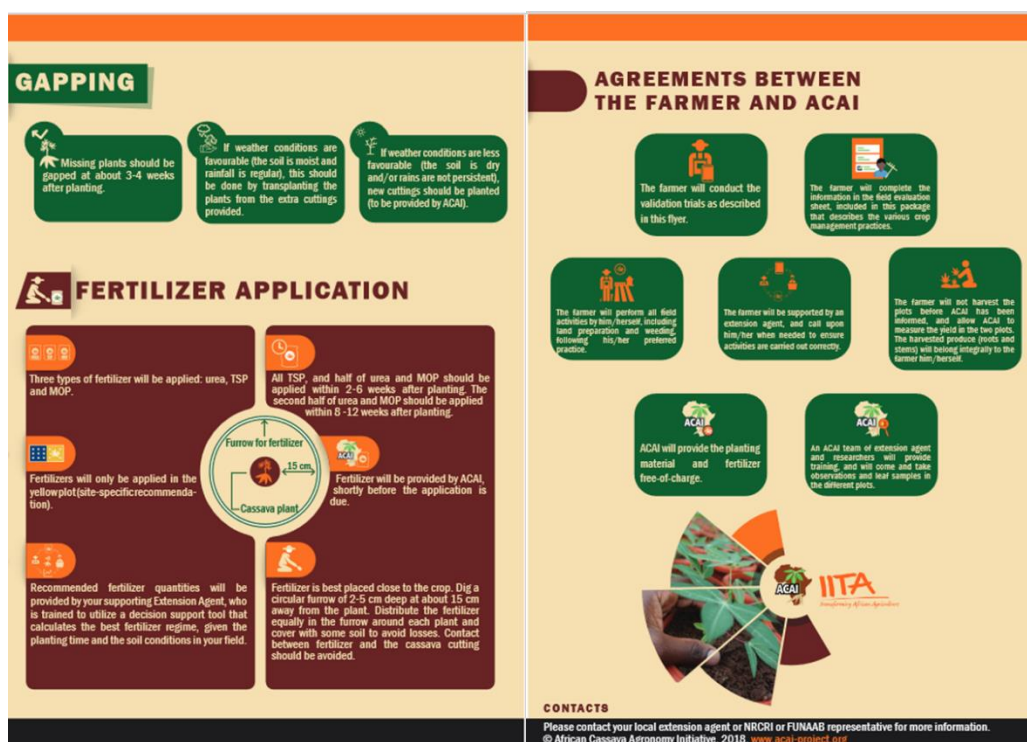 GAPPING
Missing plants should be
gapped at about 3-4 weeks
after planting.
If weather conditions are
favourable (the soil is moist and
rainfall is regular), this should
be done by transplanting the
plants from the extra cuttings
provided.
If weather conditions are less
favourable (the soil is dry
and/or rains are not persistent),
new cuttings should be planted
(to be provided by ACAI).
FERTILIZER APPLICATION
Three types of fertilizer will be applied: urea, TSP
and MOP.
All TSP, and half of urea and MOP should be
applied within 2-6 weeks after planting. The
second half of urea and MOP should be applied
within 8 -12 weeks after planting.
Furrow for fertilizer
15 cm
Cassava plant
Fertilizers will only be applied in the
yellowplot(site-specificrecommenda-
tion).
ACAI
Fertilizer will be provided by ACAI,
shortly before the application is
due.
Recommended fertilizer quantities will be
provided by your supporting Extension Agent, who
is trained to utilize a decision support tool that
calculates the best fertilizer regime, given the
planting time and the soil conditions in your field.
Fertilizer is best placed close to the crop. Dig a
circular furrow of 2-5 cm deep at about 15 cm
away from the plant. Distribute the fertilizer
equally in the furrow around each plant and
cover with some soil to avoid losses. Contact
between fertilizer and the cassava cutting
should be avoided.
AGREEMENTS BETWEEN
THE FARMER AND ACAI
The farmer will conduct the
validation trials as described
in this flyer.
The farmer will complete the
information in the field evaluation
sheet, included in this package
that describes the various crop
management practices.
The farmer will perform all field
activities by him/herself, including
land preparation and weeding,
following his/her preferred
practice.
The farmer will be supported by an
extension agent, and call upon
him/her when needed to ensure
activities are carried out correctly.
The farmer will not harvest the
plots before ACAI has been
informed, and allow ACAI to
measure the yield in the two plots.
The harvested produce (roots and
stems) will belong integrally to the
farmer him/herself.
ACAI
ACAI will provide the planting
material and fertilizer
free-of-charge.
ACAI
An ACAI team of extension agent
and researchers will provide
training, and will come and take
observations and leaf samples in
the different plots.
ACAI
IITA
Transforming African Agriculture
CONTACTS
Please contact your local extension agent or NRCRI or FUNAAB representative for more information.
© African Cassava Agronomy Initiative, 2018, www.acai-project.org